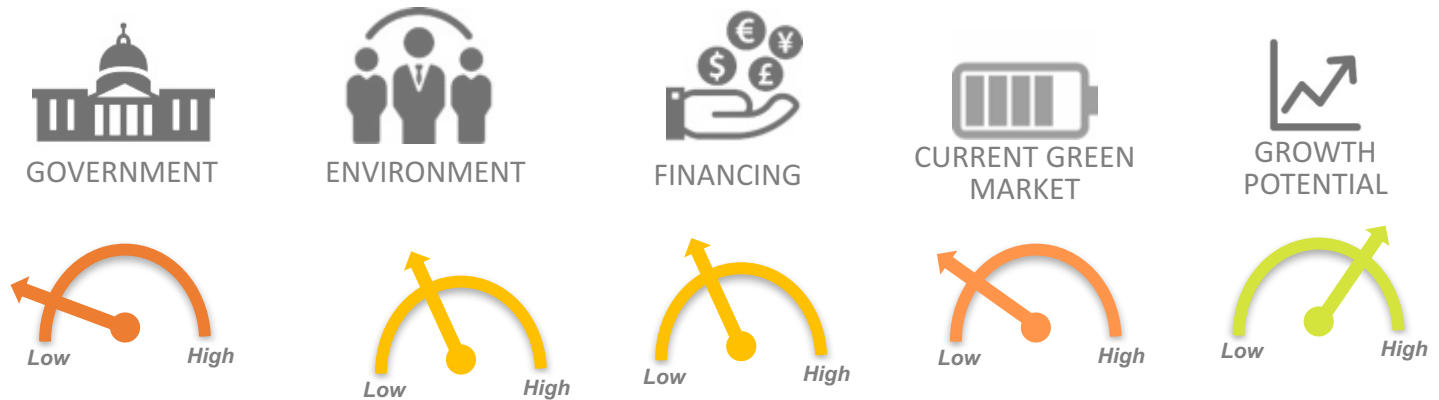 €
¥
$
£
GOVERNMENT
ENVIRONMENT
FINANCING
CURRENT GREEN
MARKET
GROWTH
POTENTIAL
Low
High
Low
High
Low
High
Low
High
Low
High